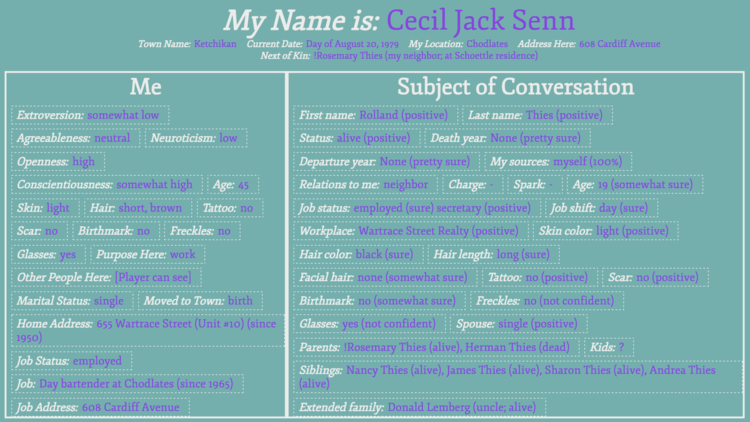 My Name is: Cecil Jack Senn
Town Name: Ketchikan Current Date: Day of August 20, 1979 My Location: Chodlates Address Here: 608 Cardiff Avenue
Next of Kin: !Rosemary Thies (my neighbor; at Schoettle residence)
Me
Extroversion: somewhat low
Agreeableness: neutral Neuroticism: low
Openness: high
Conscientiousness: somewhat high Age: 45
Skin: light Hair: short, brown Tattoo: no
Scar: no Birthmark: no Freckles: no
Glasses: yes Purpose Here: work
Other People Here: [Player can see]
Marital Status: single Moved to Town: birth
Home Address: 655 Wartrace Street (Unit #10) (since
1950)
Job Status: employed
Job: Day bartender at Chodlates (since 1965)
Job Address: 608 Cardiff Avenue
Subject of Conversation
First name: Rolland (positive) Last name: Thies (positive)
Status: alive (positive) Death year: None (pretty sure)
Departure year: None (pretty sure) My sources: myself (100%)
Relations to me: neighbor Charge: - Spark: - Age: 19 (somewhat sure)
Job status: employed (sure) secretary (positive) Job shift: day (sure)
Workplace: Wartrace Street Realty (positive) Skin color: light (positive)
Hair color: black (sure) Hair length: long (sure)
Facial hair: none (somewhat sure) Tattoo: no (positive) Scar: no (positive)
Birthmark: no (somewhat sure) Freckles: no (not confident)
Glasses: yes (not confident) Spouse: single (positive)
Parents: !Rosemary Thies (alive), Herman Thies (dead) Kids: ?
Siblings: Nancy Thies (alive), James Thies (alive), Sharon Thies (alive), Andrea Thies
(alive)
Extended family: Donald Lemberg (uncle; alive)